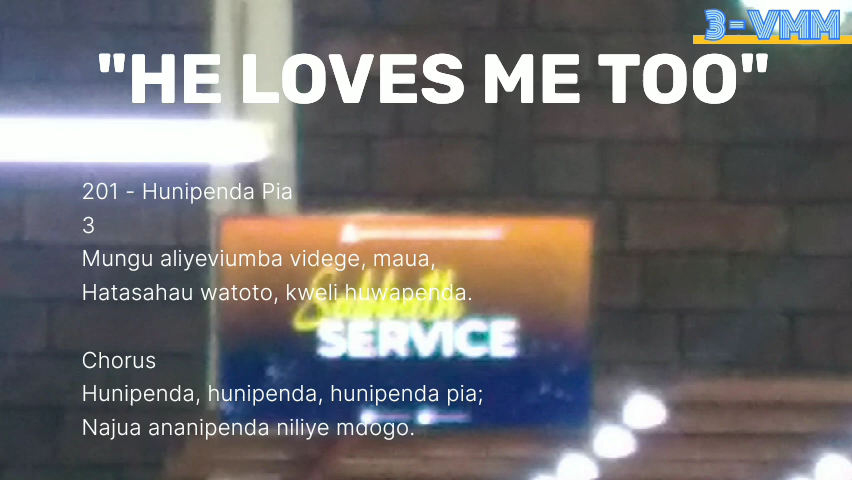 3-VMM
"HE LOVES ME TOO"
201 - Hunipenda Pia
3
Mungu aliyeviumba videge, maua,
Hatasahau watoto, kweli huwapenda.
Sabbath
SERVICE
Chorus
Hunipenda, hunipenda, hunipenda pia;
Najua ananipenda niliye mdogo.